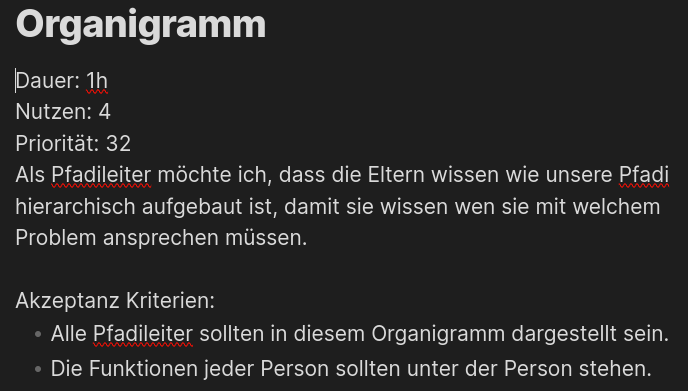 Organigramm
Dauer: 1h
Nutzen: 4
Priorität: 32
Als Pfadileiter möchte ich, dass die Eltern wissen wie unsere Pfadi
hierarchisch aufgebaut ist, damit sie wissen wen sie mit welchem
Problem ansprechen müssen.
Akzeptanz Kriterien:
• Alle Pfadileiter sollten in diesem Organigramm dargestellt sein.
• Die Funktionen jeder Person sollten unter der Person stehen.